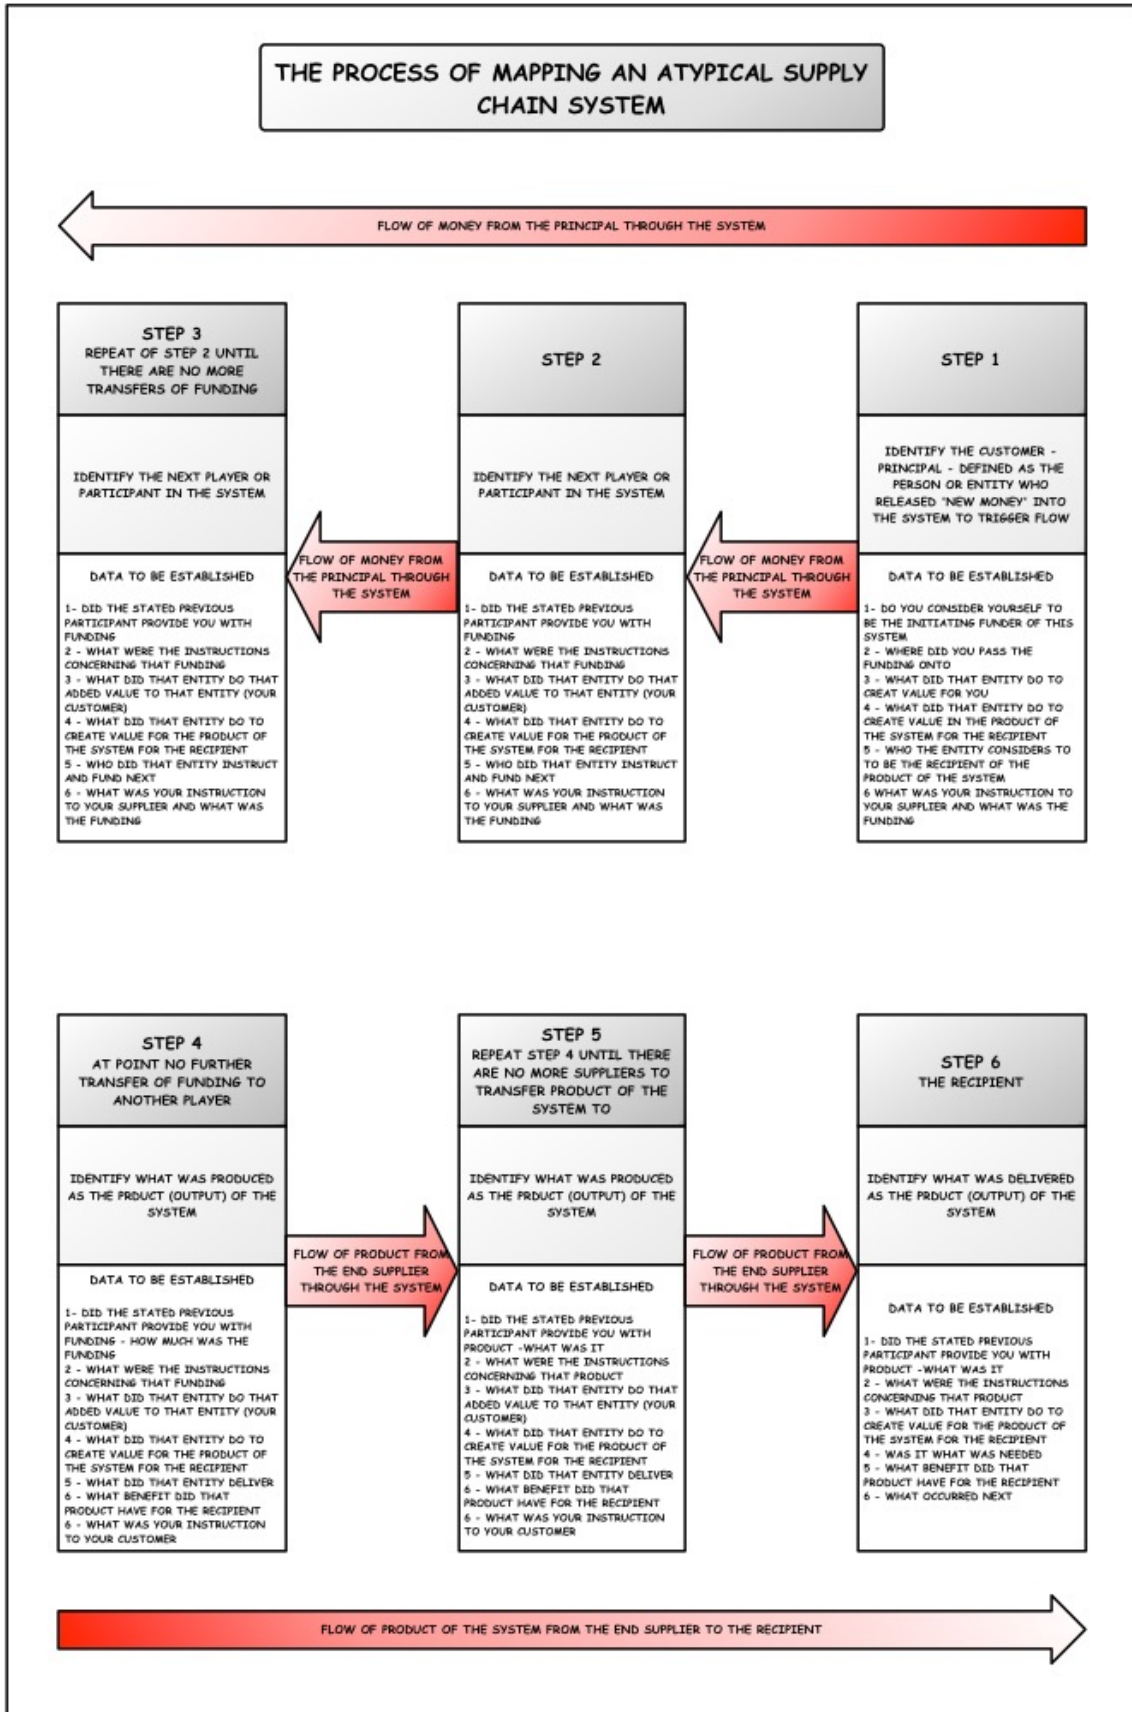 THE PROCESS OF MAPPING AN ATYPICAL SUPPLY
CHAIN SYSTEM
FLOW OF MONEY FROM THE PRINCIPAL THROUGH THE SYSTEM
STEP 3
REPEAT OF STEP 2 UNTIL
THERE ARE NO MORE
TRANSFERS OF FUNDING
IDENTIFY THE NEXT PLAYER OR
PARTICIPANT IN THE SYSTEM
DATA TO BE ESTABLISHED
1- DID THE STATED PREVIOUS
PARTICIPANT PROVIDE YOU WITH
FUNDING
2 - WHAT WERE THE INSTRUCTIONS
CONCERNING THAT FUNDING
3 - WHAT DID THAT ENTITY DO THAT
ADDED VALUE TO THAT ENTITY (YOUR
CUSTOMER)
4 - WHAT DID THAT ENTITY DO TO
CREATE VALUE FOR THE PRODUCT OF
THE SYSTEM FOR THE RECIPIENT
5 - WHO DID THAT ENTITY INSTRUCT
AND FUND NEXT
6 - WHAT WAS YOUR INSTRUCTION
TO YOUR SUPPLIER AND WHAT WAS
THE FUNDING
FLOW OF MONEY FROM
THE PRINCIPAL THROUGH
THE SYSTEM
STEP 2
IDENTIFY THE NEXT PLAYER OR
PARTICIPANT IN THE SYSTEM
DATA TO BE ESTABLISHED
1- DID THE STATED PREVIOUS
PARTICIPANT PROVIDE YOU WITH
FUNDING
2 - WHAT WERE THE INSTRUCTIONS
CONCERNING THAT FUNDING
3 - WHAT DID THAT ENTITY DO THAT
ADDED VALUE TO THAT ENTITY (YOUR
CUSTOMER)
4 - WHAT DID THAT ENTITY DO TO
CREATE VALUE FOR THE PRODUCT OF
THE SYSTEM FOR THE RECIPIENT
5 - WHO DID THAT ENTITY INSTRUCT
AND FUND NEXT
6 - WHAT WAS YOUR INSTRUCTION
TO YOUR SUPPLIER AND WHAT WAS
THE FUNDING
FLOW OF MONEY FROM
THE PRINCIPAL THROUGH
THE SYSTEM
STEP 1
IDENTIFY THE CUSTOMER -
PRINCIPAL - DEFINED AS THE
PERSON OR ENTITY WHO
RELEASED "NEW MONEY" INTO
THE SYSTEM TO TRIGGER FLOW
DATA TO BE ESTABLISHED
1- DO YOU CONSIDER YOURSELF TO
BE THE INITIATING FUNDER OF THIS
SYSTEM
2 - WHERE DID YOU PASS THE
FUNDING ONTO
3 - WHAT DID THAT ENTITY DO TO
CREAT VALUE FOR YOU
4 - WHAT DID THAT ENTITY DO TO
CREATE VALUE IN THE PRODUCT OF
THE SYSTEM FOR THE RECIPIENT
5 - WHO THE ENTITY CONSIDERS TO
TO BE THE RECIPIENT OF THE
PRODUCT OF THE SYSTEM
6 WHAT WAS YOUR INSTRUCTION TO
YOUR SUPPLIER AND WHAT WAS THE
FUNDING
STEP 4
AT POINT NO FURTHER
TRANSFER OF FUNDING TO
ANOTHER PLAYER
IDENTIFY WHAT WAS PRODUCED
AS THE PRDUCT (OUTPUT) OF THE
SYSTEM
DATA TO BE ESTABLISHED
1- DID THE STATED PREVIOUS
PARTICIPANT PROVIDE YOU WITH
FUNDING - HOW MUCH WAS THE
FUNDING
2 - WHAT WERE THE INSTRUCTIONS
CONCERNING THAT FUNDING
3 - WHAT DID THAT ENTITY DO THAT
ADDED VALUE TO THAT ENTITY (YOUR
CUSTOMER)
4 - WHAT DID THAT ENTITY DO TO
CREATE VALUE FOR THE PRODUCT OF
THE SYSTEM FOR THE RECIPIENT
5 - WHAT DID THAT ENTITY DELIVER
6 - WHAT BENEFIT DID THAT
PRODUCT HAVE FOR THE RECIPIENT
6 - WHAT WAS YOUR INSTRUCTION
TO YOUR CUSTOMER
FLOW OF PRODUCT FROM
THE END SUPPLIER
THROUGH THE SYSTEM
STEP 5
REPEAT STEP 4 UNTIL THERE
ARE NO MORE SUPPLIERS TO
TRANSFER PRODUCT OF THE
SYSTEM TO
IDENTIFY WHAT WAS PRODUCED
AS THE PRDUCT (OUTPUT) OF THE
SYSTEM
DATA TO BE ESTABLISHED
1- DID THE STATED PREVIOUS
PARTICIPANT PROVIDE YOU WITH
PRODUCT -WHAT WAS IT
2 - WHAT WERE THE INSTRUCTIONS
CONCERNING THAT PRODUCT
3 - WHAT DID THAT ENTITY DO THAT
ADDED VALUE TO THAT ENTITY (YOUR
CUSTOMER)
4 - WHAT DID THAT ENTITY DO TO
CREATE VALUE FOR THE PRODUCT OF
THE SYSTEM FOR THE RECIPIENT
5 - WHAT DID THAT ENTITY DELIVER
6 - WHAT BENEFIT DID THAT
PRODUCT HAVE FOR THE RECIPIENT
6 - WHAT WAS YOUR INSTRUCTION
TO YOUR CUSTOMER
FLOW OF PRODUCT FROM
THE END SUPPLIER
THROUGH THE SYSTEM
STEP 6
THE RECIPIENT
IDENTIFY WHAT WAS DELIVERED
AS THE PRDUCT (OUTPUT) OF THE
SYSTEM
DATA TO BE ESTABLISHED
1- DID THE STATED PREVIOUS
PARTICIPANT PROVIDE YOU WITH
PRODUCT -WHAT WAS IT
2 - WHAT WERE THE INSTRUCTIONS
CONCERNING THAT PRODUCT
3 - WHAT DID THAT ENTITY DO TO
CREATE VALUE FOR THE PRODUCT OF
THE SYSTEM FOR THE RECIPIENT
4 - WAS IT WHAT WAS NEEDED
5 - WHAT BENEFIT DID THAT
PRODUCT HAVE FOR THE RECIPIENT
6 - WHAT OCCURRED NEXT
FLOW OF PRODUCT OF THE SYSTEM FROM THE END SUPPLIER TO THE RECIPIENT